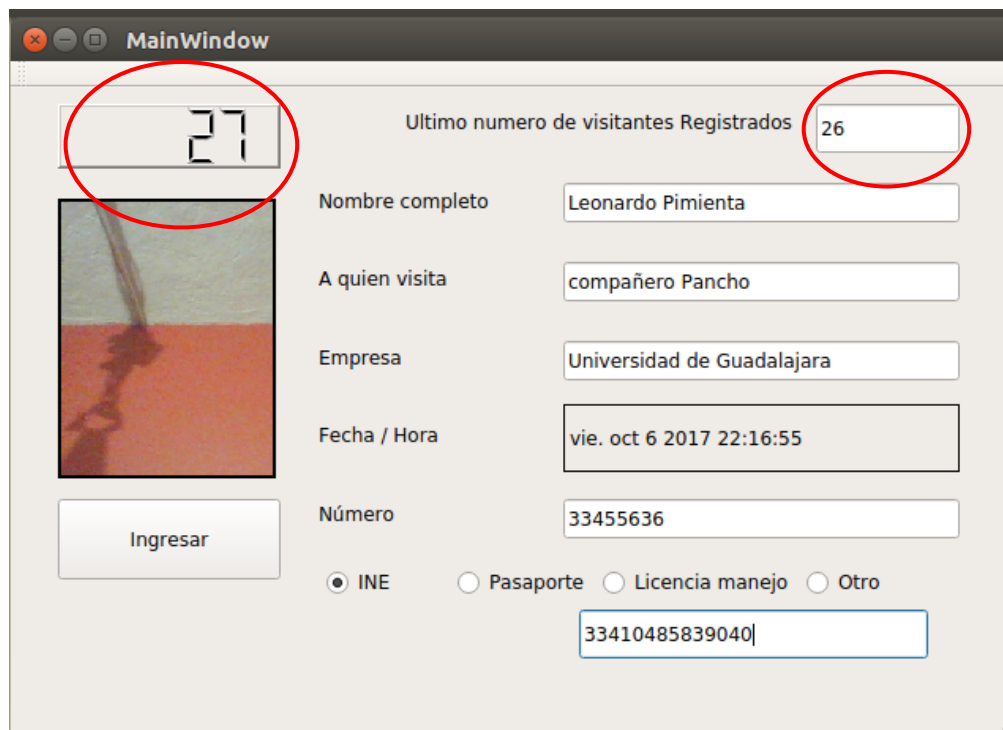 MainWindow
27
Ultimo numero de visitantes Registrados 26
Nombre completo Leonardo Pimienta
A quien visita compañero Pancho
Empresa Universidad de Guadalajara
Fecha / Hora vie. oct 6 2017 22:16:55
Número 33455636
Ingresar
INE Pasaporte Licencia manejo Otro
33410485839040